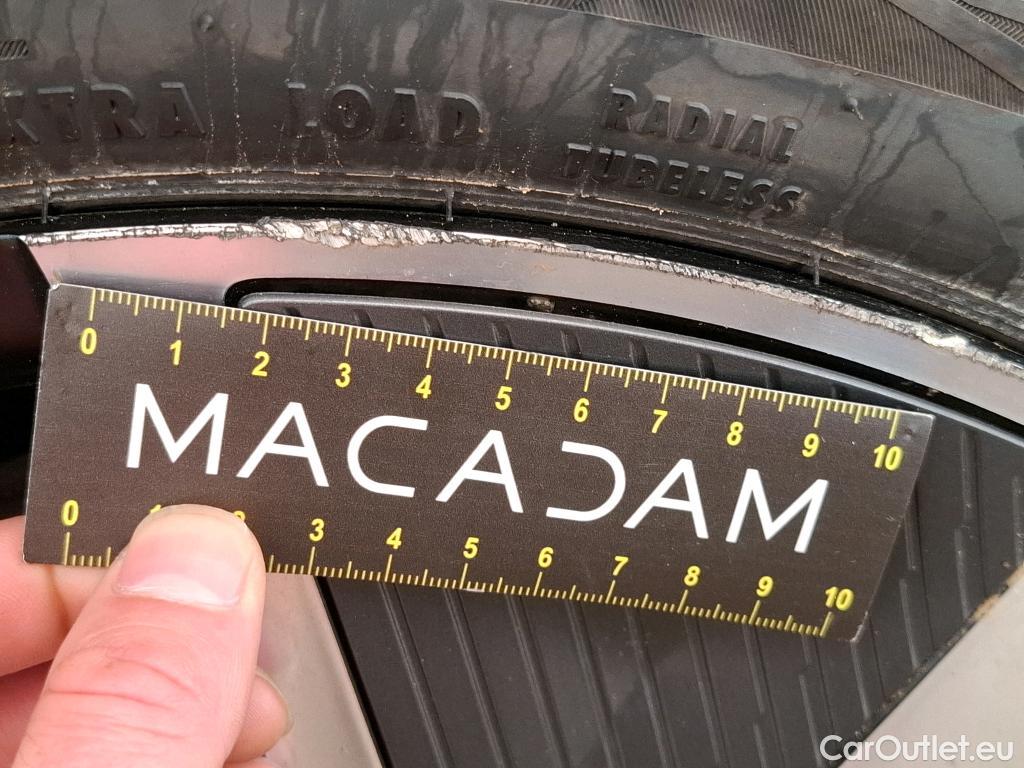 XTRA LOAD
RADIAL
TUBELESS
0 1 2 3 4 5 6 7 8 9 10
MACADAM
0 3 4 5 6 7 8 9 10
CarOutlet.eu